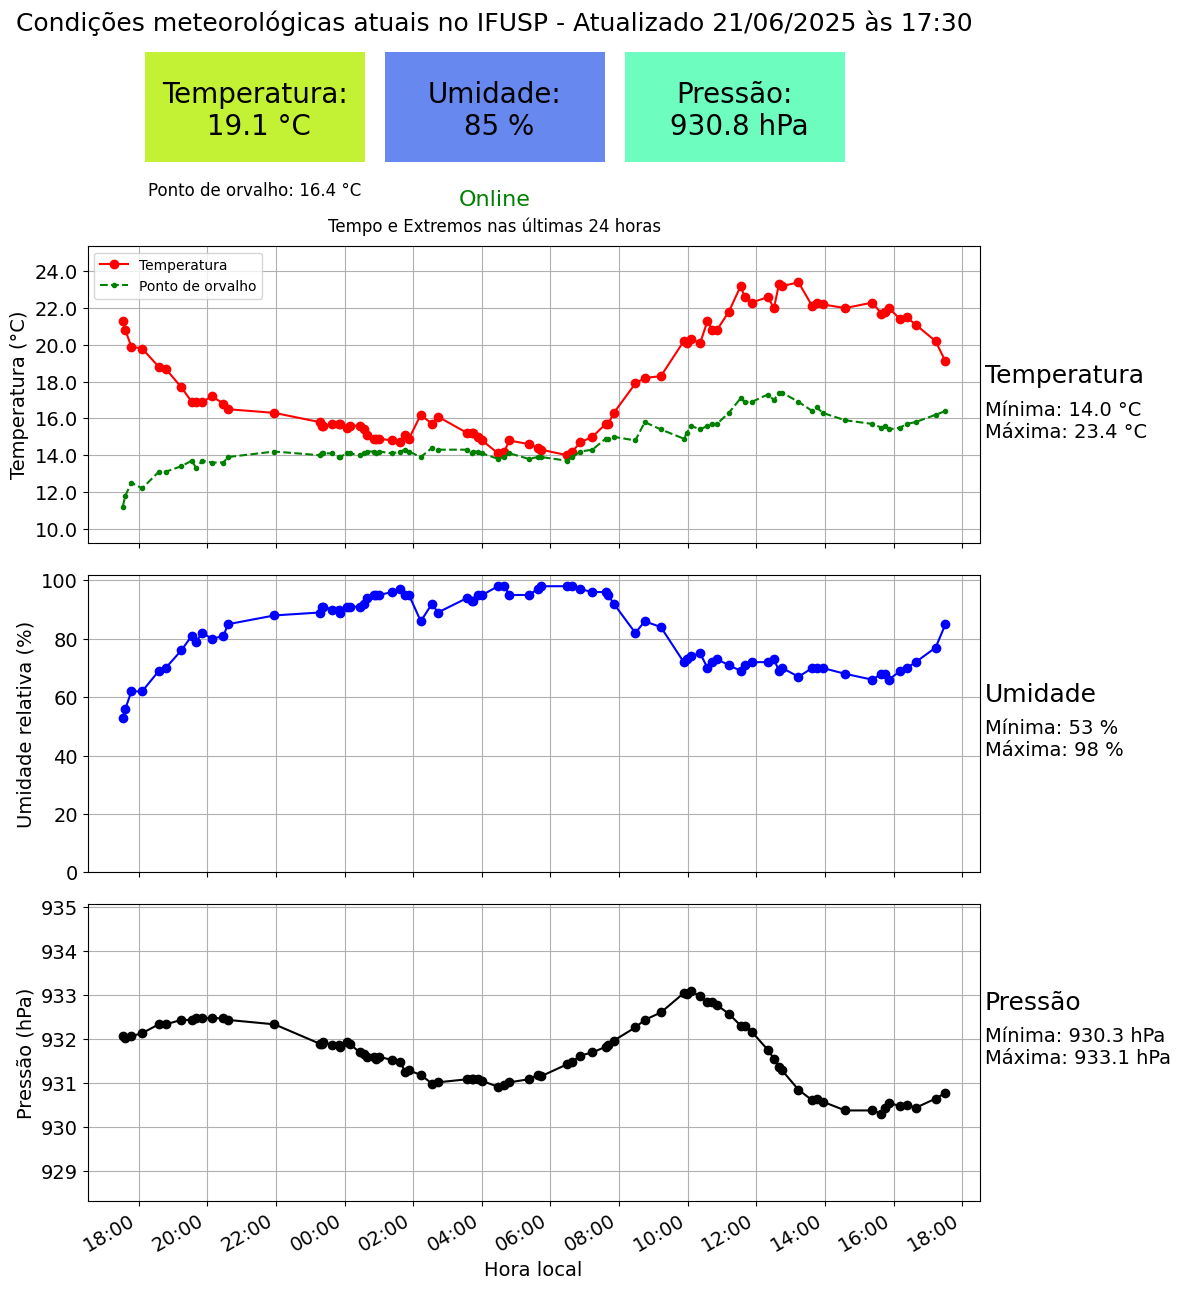 Condições meteorológicas atuais no IFUSP - Atualizado 21/06/2025 às 17:30
Temperatura:
19.1 °C
Umidade:
85 %
Pressão:
930.8 hPa
Ponto de orvalho: 16.4 °C
Online
Tempo e Extremos nas últimas 24 horas
Temperatura (°C)
24.0
22.0
20.0
18.0
16.0
14.0
12.0
10.0
Temperatura
Ponto de orvalho
Temperatura
Mínima: 14.0 °C
Máxima: 23.4 °C
Umidade relativa (%)
100
80
60
40
20
0
Umidade
Mínima: 53 %
Máxima: 98 %
Pressão (hPa)
935
934
933
932
931
930
929
Pressão
Mínima: 930.3 hPa
Máxima: 933.1 hPa
18:00 20:00 22:00 00:00 02:00 04:00 06:00 08:00 10:00 12:00 14:00 16:00 18:00
Hora local